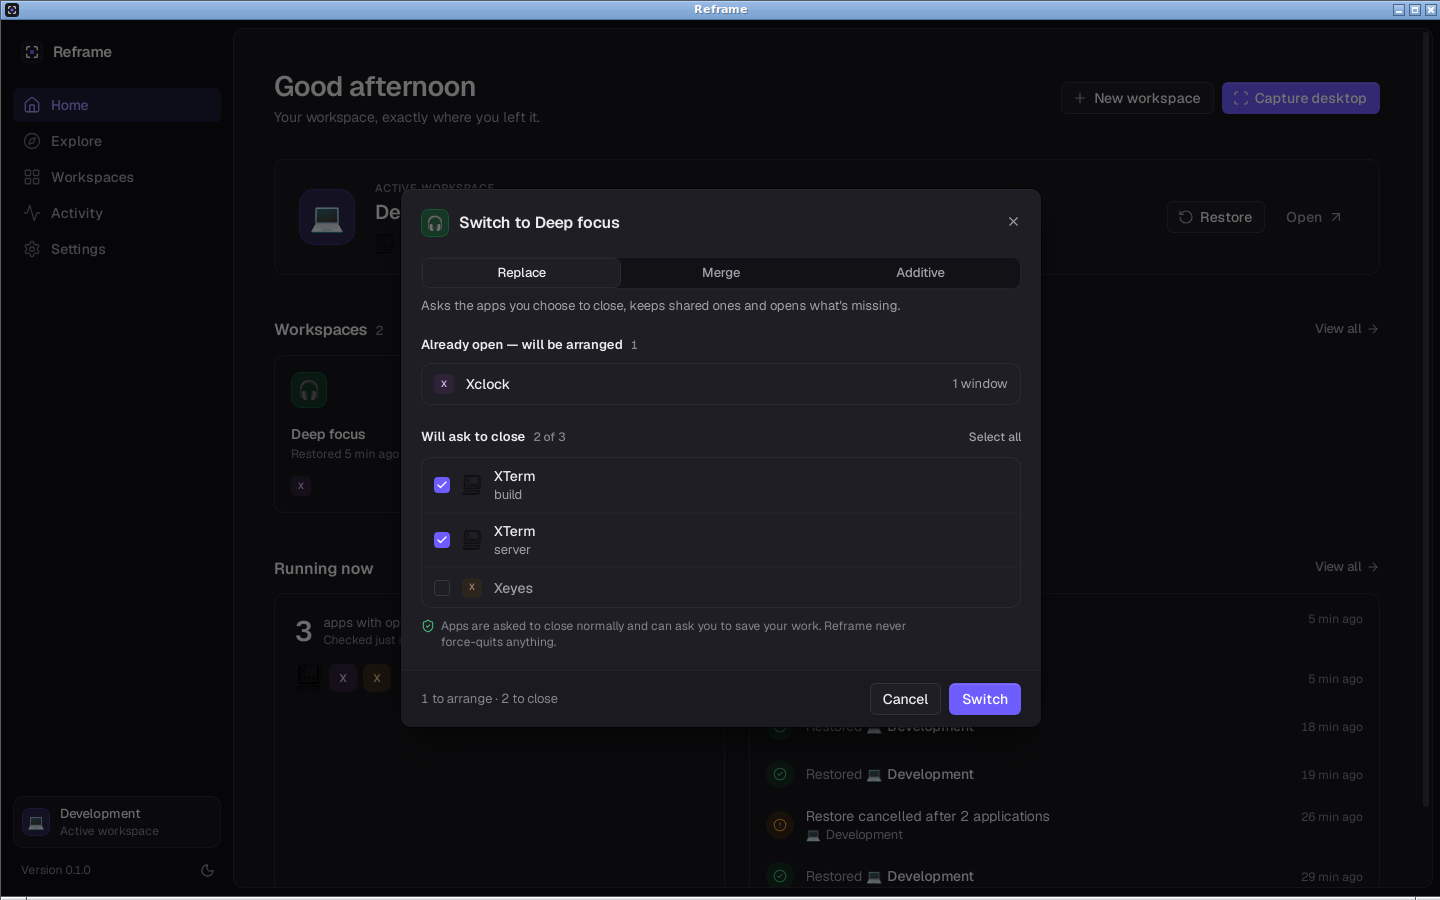 Reframe
Reframe
Home
Explore
Workspaces
Activity
Settings
Development
Active workspace
Version 0.1.0
Good afternoon
Your workspace, exactly where you left it.
New workspace
Capture desktop
ACTIVE WORKSPACE
De
Restore
Open
Workspaces 2
View all
Deep focus
Restored 5 min ago
X
Running now
View all
3
apps with op
Checked just
X
X
5 min ago
5 min ago
Restored 💻 Development
18 min ago
Restored 💻 Development
19 min ago
Restore cancelled after 2 applications
26 min ago
💻 Development
Restored 💻 Development
29 min ago
Switch to Deep focus
Replace
Merge
Additive
Asks the apps you choose to close, keeps shared ones and opens what's missing.
Already open — will be arranged 1
X
Xclock
1 window
Will ask to close 2 of 3
Select all
XTerm
build
XTerm
server
X
Xeyes
Apps are asked to close normally and can ask you to save your work. Reframe never
force-quits anything.
1 to arrange · 2 to close
Cancel
Switch